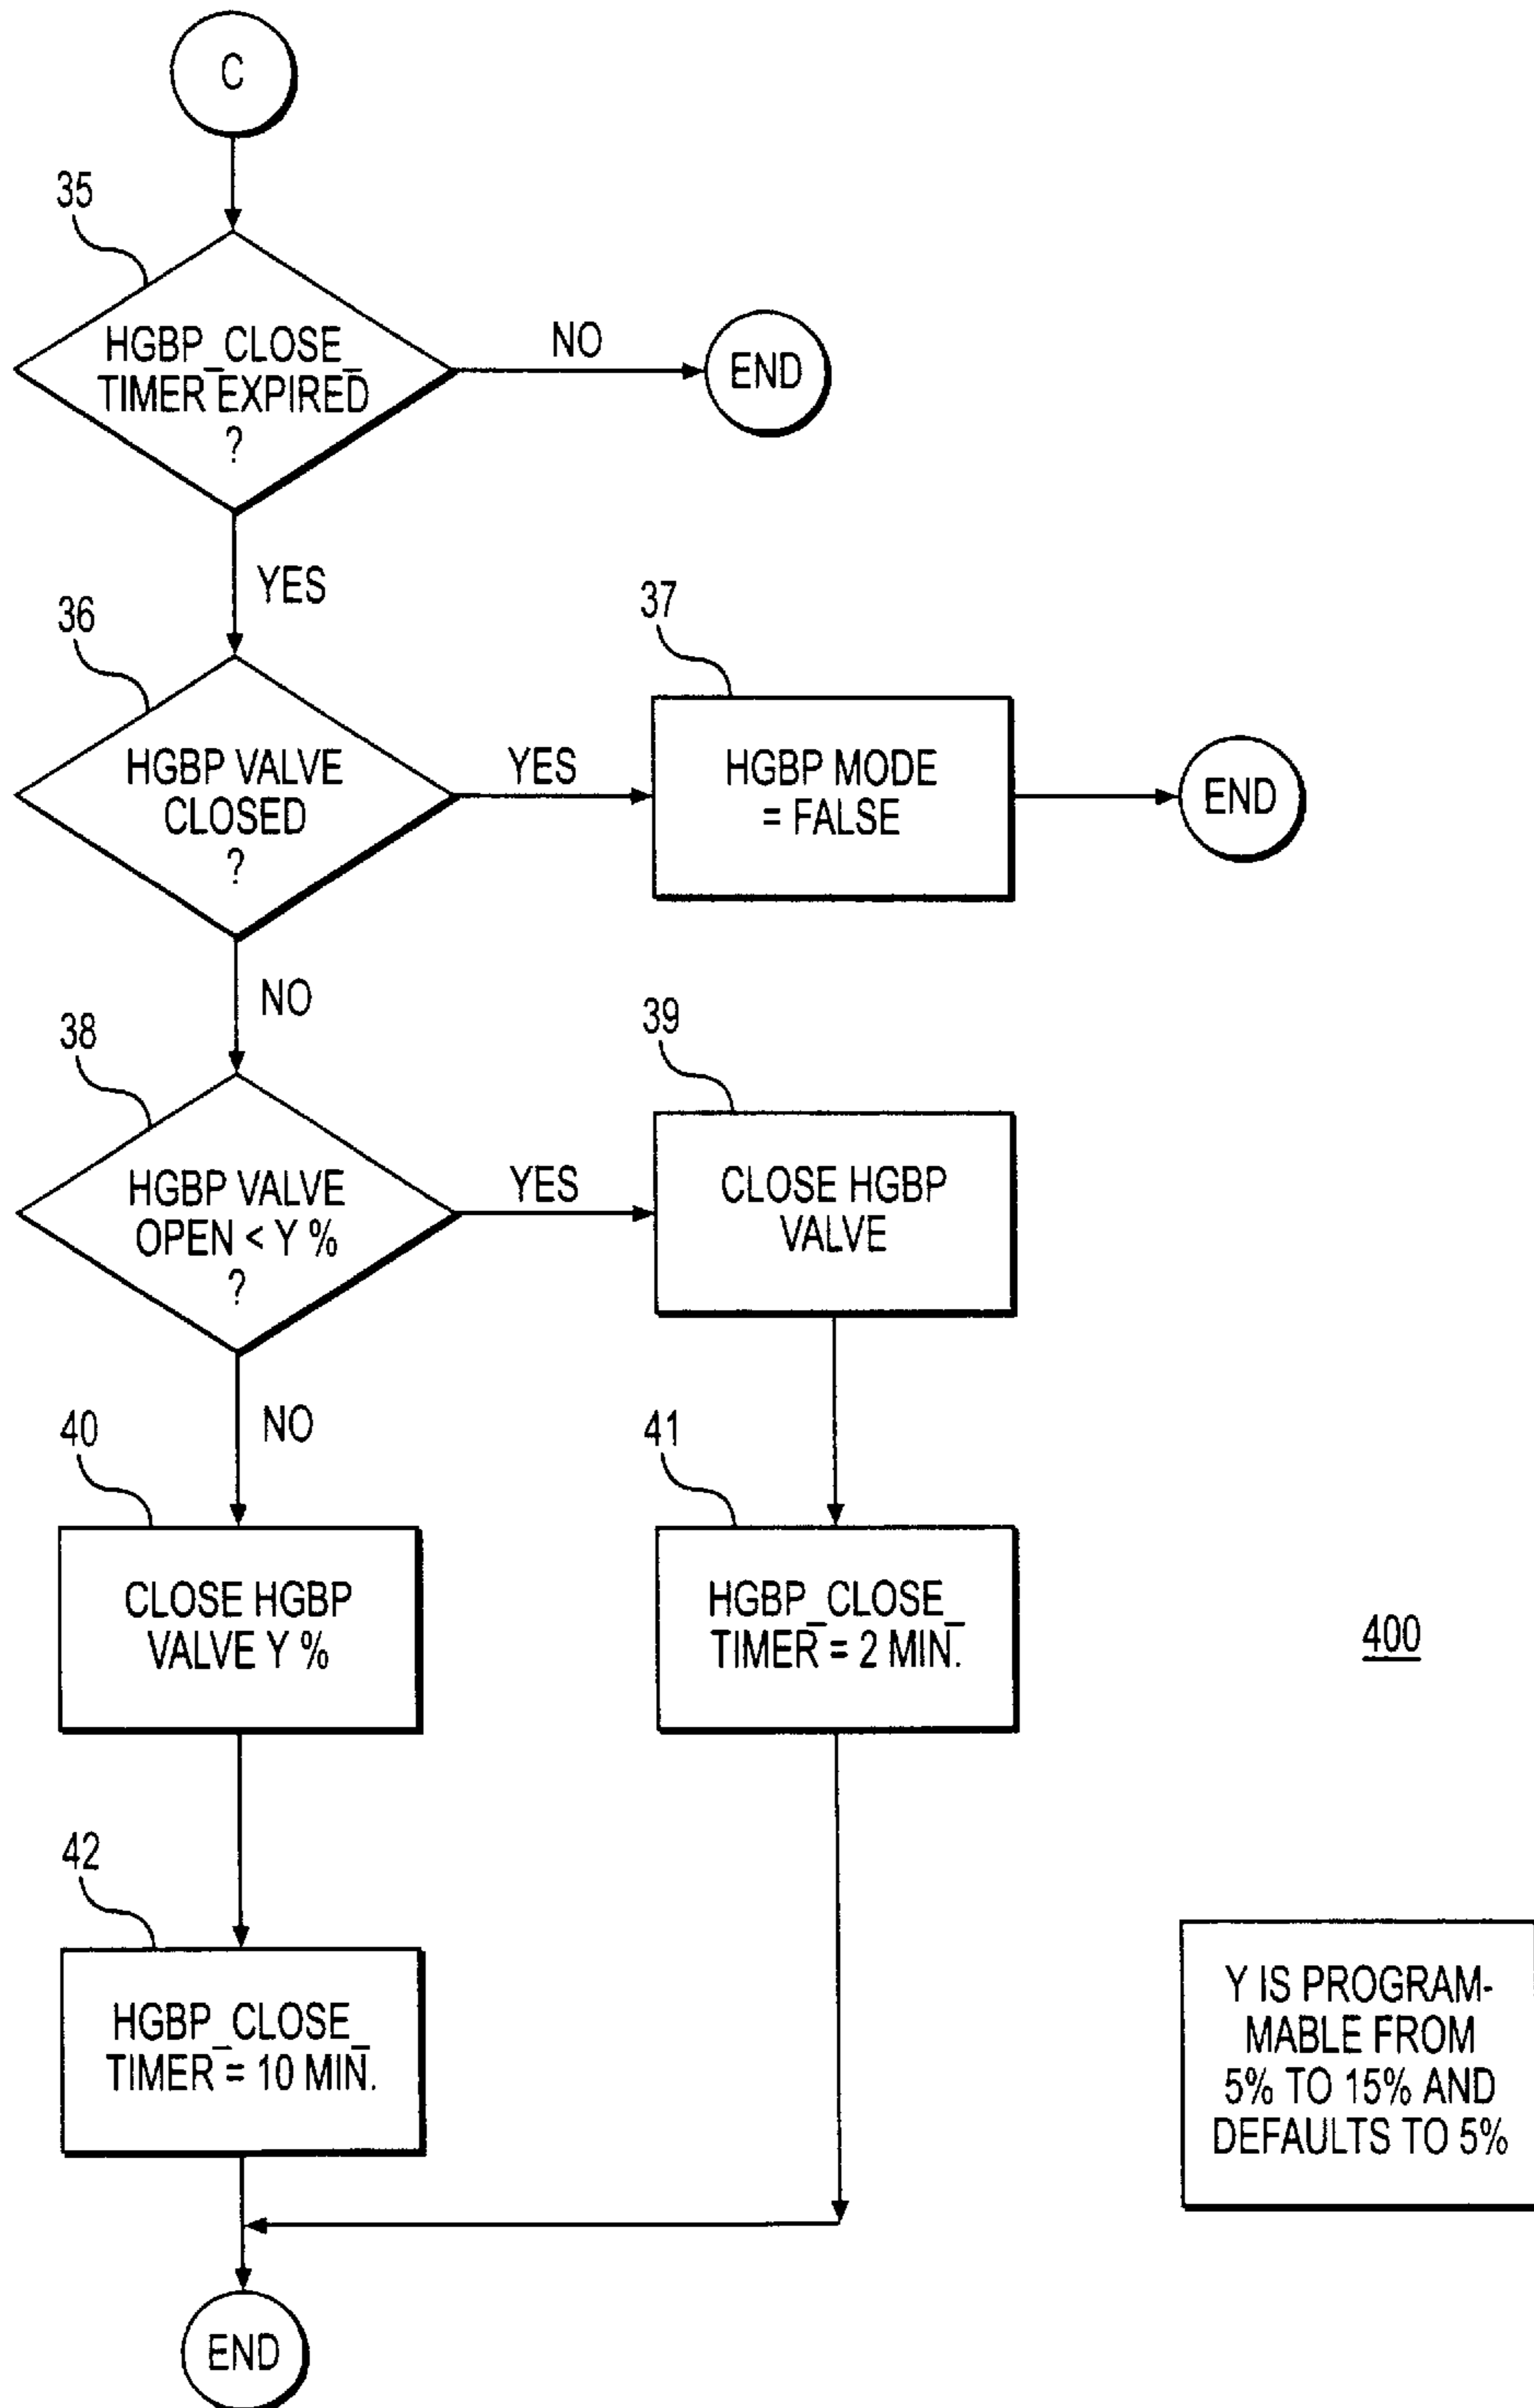 C
35
HGBP_CLOSE_
TIMER EXPIRED
?
NO
END
YES
36
HGBP VALVE
CLOSED
?
YES
37
HGBP MODE
= FALSE
END
NO
38
HGBP VALVE
OPEN < Y %
?
YES
39
CLOSE HGBP
VALVE
NO
40
CLOSE HGBP
VALVE Y %
41
HGBP_CLOSE_
TIMER = 2 MIN.
400
42
HGBP_CLOSE_
TIMER = 10 MIN.
Y IS PROGRAM-
MABLE FROM
5% TO 15% AND
DEFAULTS TO 5%
END